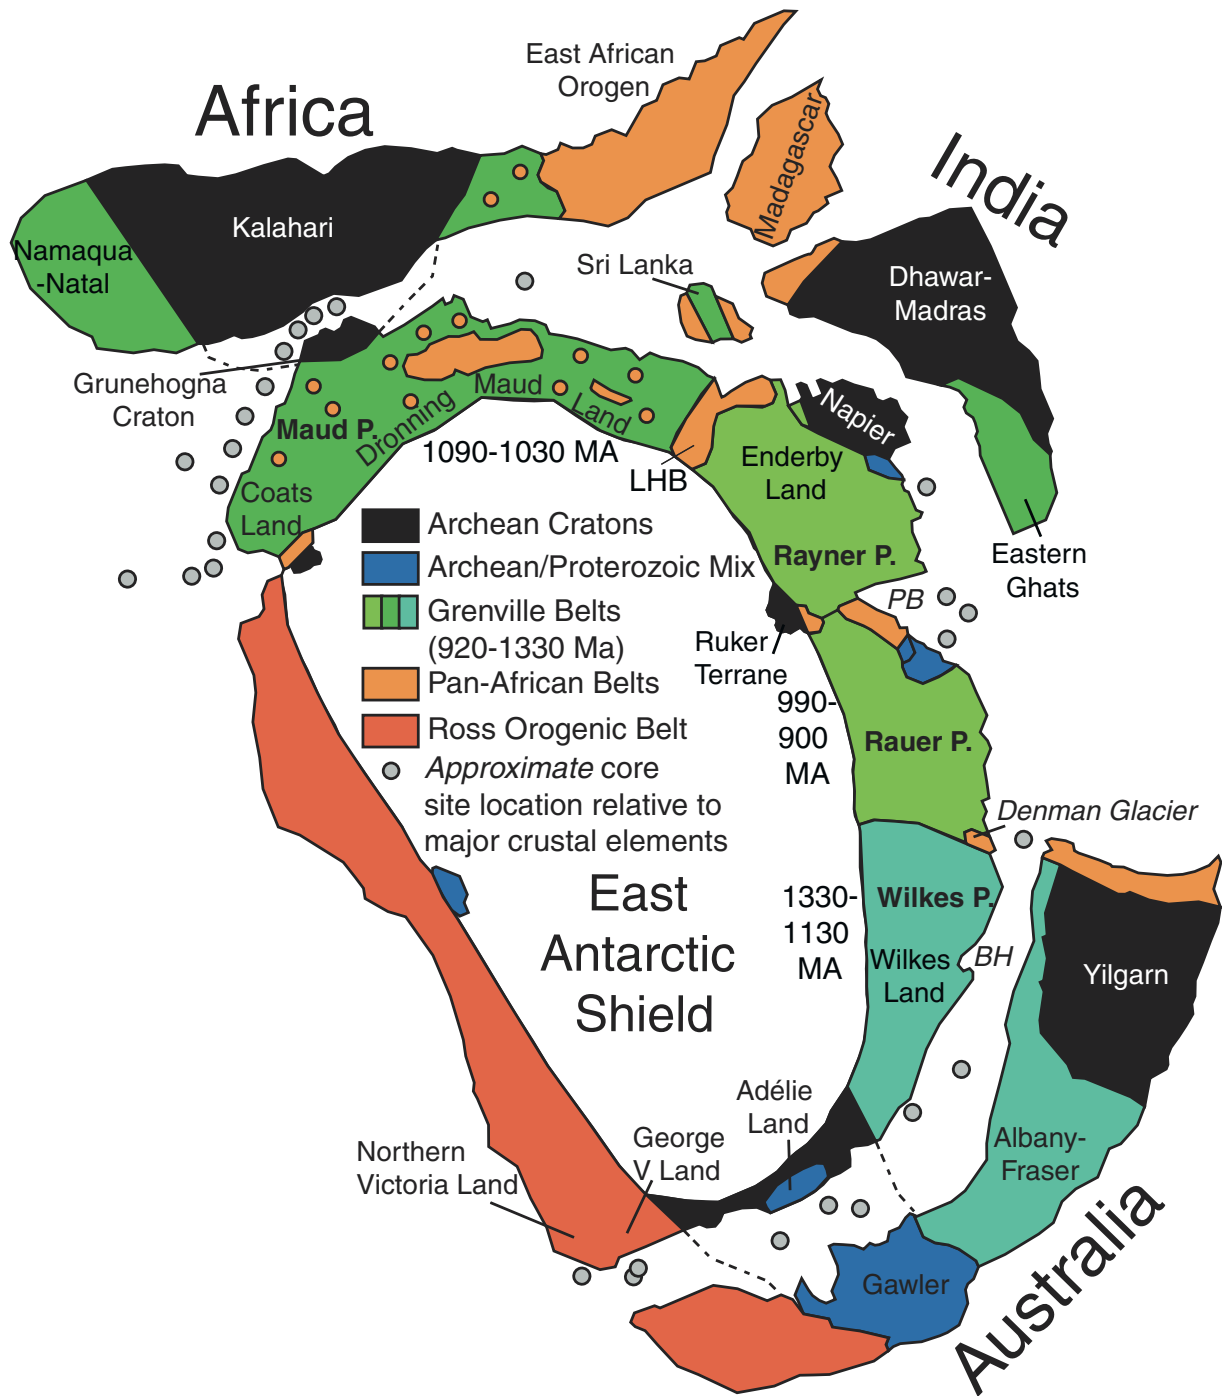 East African
Orogen
Africa
Madagascar
India
Kalahari
Namaqua
-Natal
Sri Lanka
Dhawar-
Madras
Grunehogna
Craton
Maud P.
Dronning
Maud
Land
Napier
1090-1030 MA
LHB
Enderby
Land
Coats
Land
Rayner P.
Eastern
Ghats
PB
Archean Cratons
Archean/Proterozoic Mix
Grenville Belts
(920-1330 Ma)
Pan-African Belts
Ross Orogenic Belt
Approximate core
site location relative to
major crustal elements
Ruker
Terrane
990-
900
MA
Rauer P.
Denman Glacier
East
Antarctic
Shield
1330-
1130
MA
Wilkes P.
Wilkes
Land
BH
Yilgarn
Adélie
Land
George
V Land
Northern
Victoria Land
Albany-
Fraser
Gawler
Australia